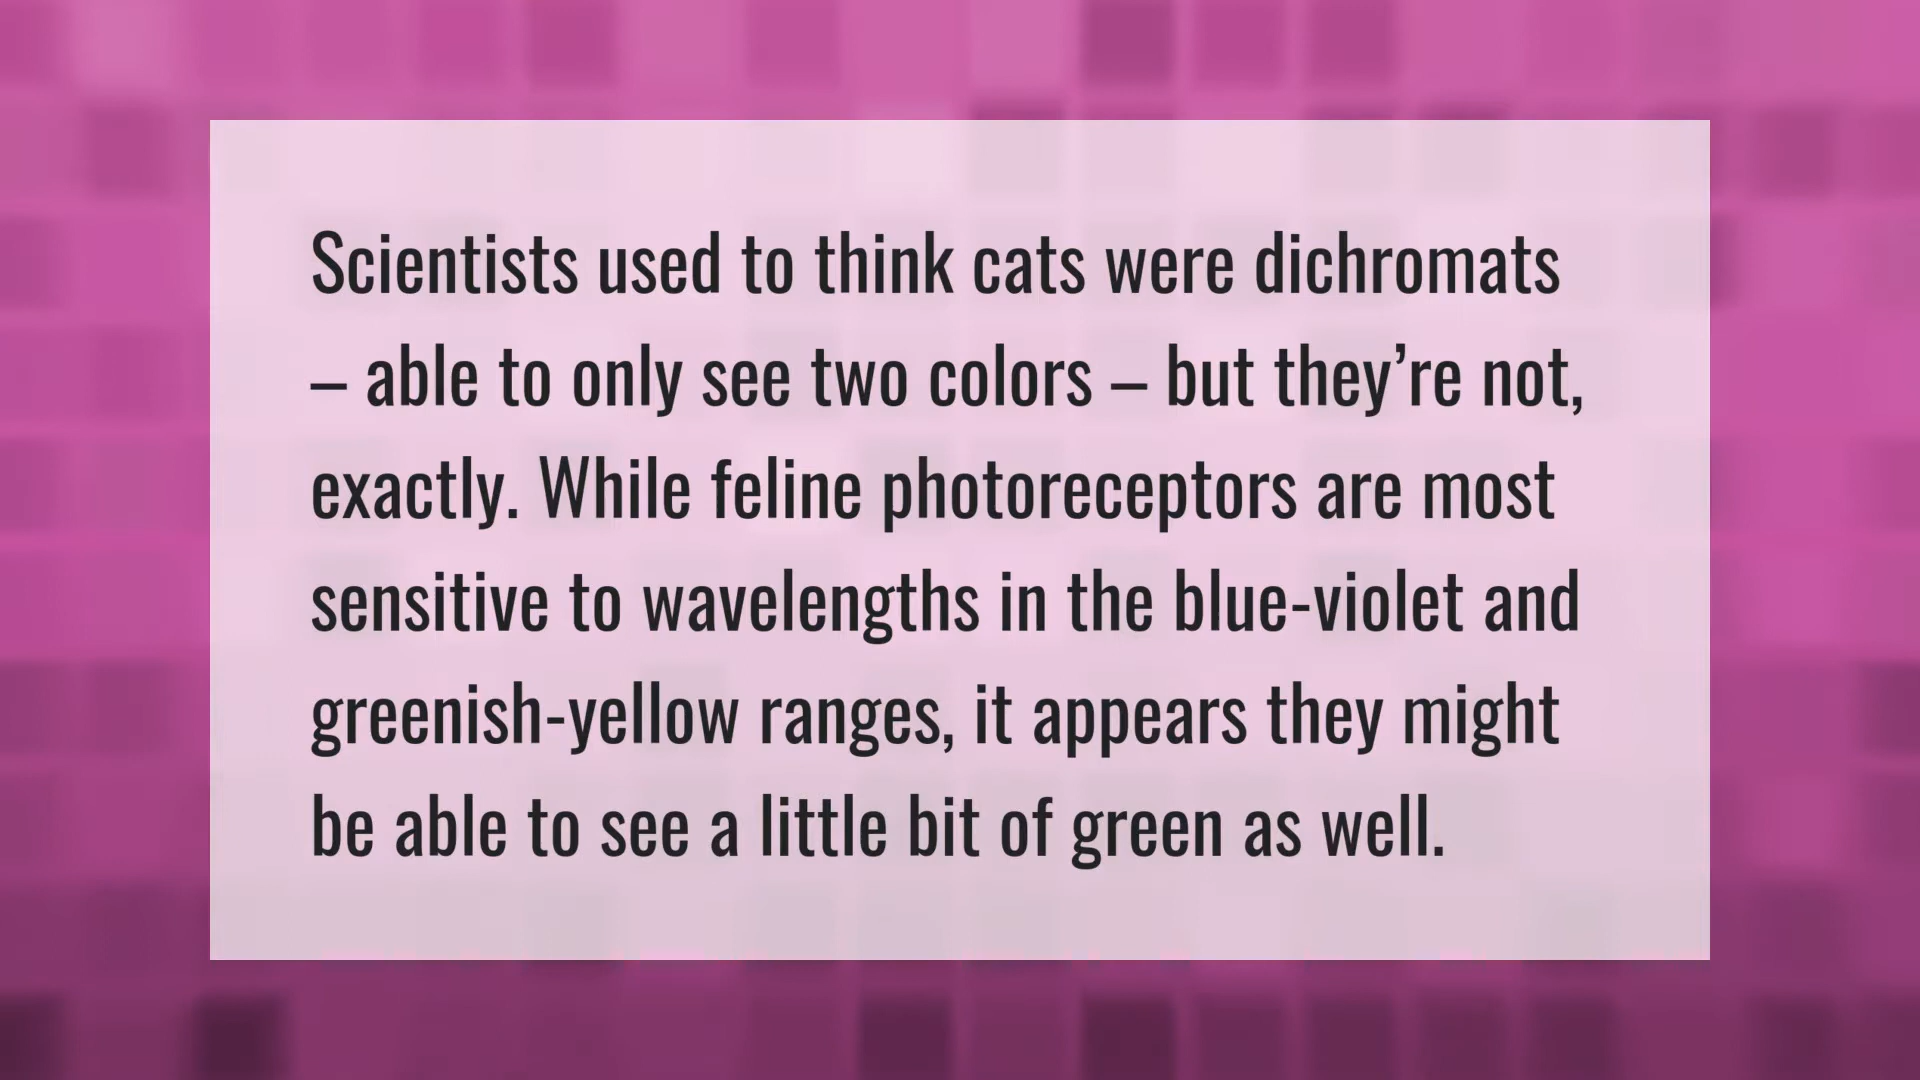 Scientists used to think cats were dichromats
– able to only see two colors – but they’re not,
exactly. While feline photoreceptors are most
sensitive to wavelengths in the blue-violet and
greenish-yellow ranges, it appears they might
be able to see a little bit of green as well.